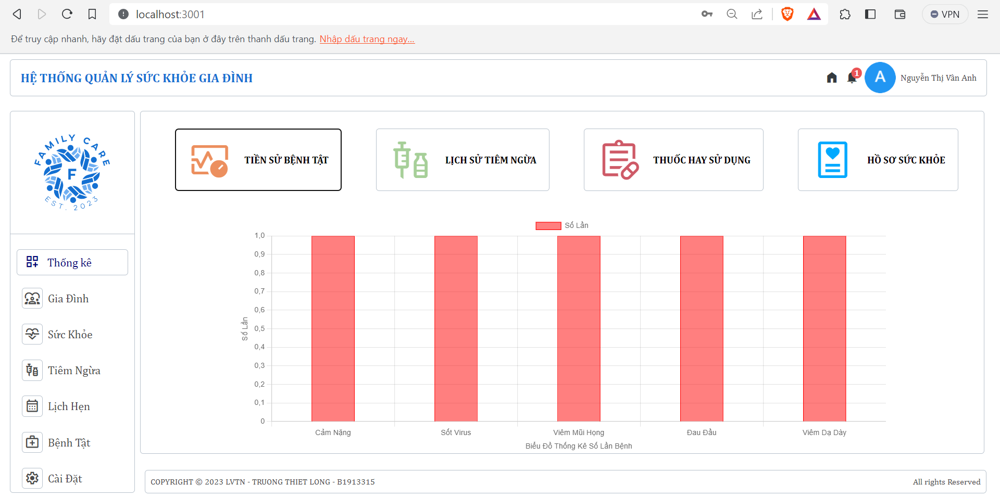 localhost:3001
VPN
Để truy cập nhanh, hãy đặt dấu trang của bạn ở đây trên thanh dấu trang. Nhập dấu trang ngay...
HỆ THỐNG QUẢN LÝ SỨC KHỎE GIA ĐÌNH
1
A
Nguyễn Thị Vân Anh
FAMILY CARE
F
EST. 2023
Thống kê
Gia Đình
Sức Khỏe
Tiêm Ngừa
Lịch Hẹn
Bệnh Tật
Cài Đặt
TIỀN SỬ BỆNH TẬT
LỊCH SỬ TIÊM NGỪA
THUỐC HAY SỬ DỤNG
HỒ SƠ SỨC KHỎE
Số Lần
1,0
0,9
0,8
0,7
0,6
0,5
0,4
0,3
0,2
0,1
0
Số Lần
Cảm Nặng
Sốt Virus
Viêm Mũi Họng
Đau Đầu
Viêm Dạ Dày
Biểu Đồ Thống Kê Số Lần Bệnh
COPYRIGHT © 2023 LVTN - TRUONG THIET LONG - B1913315
All rights Reserved